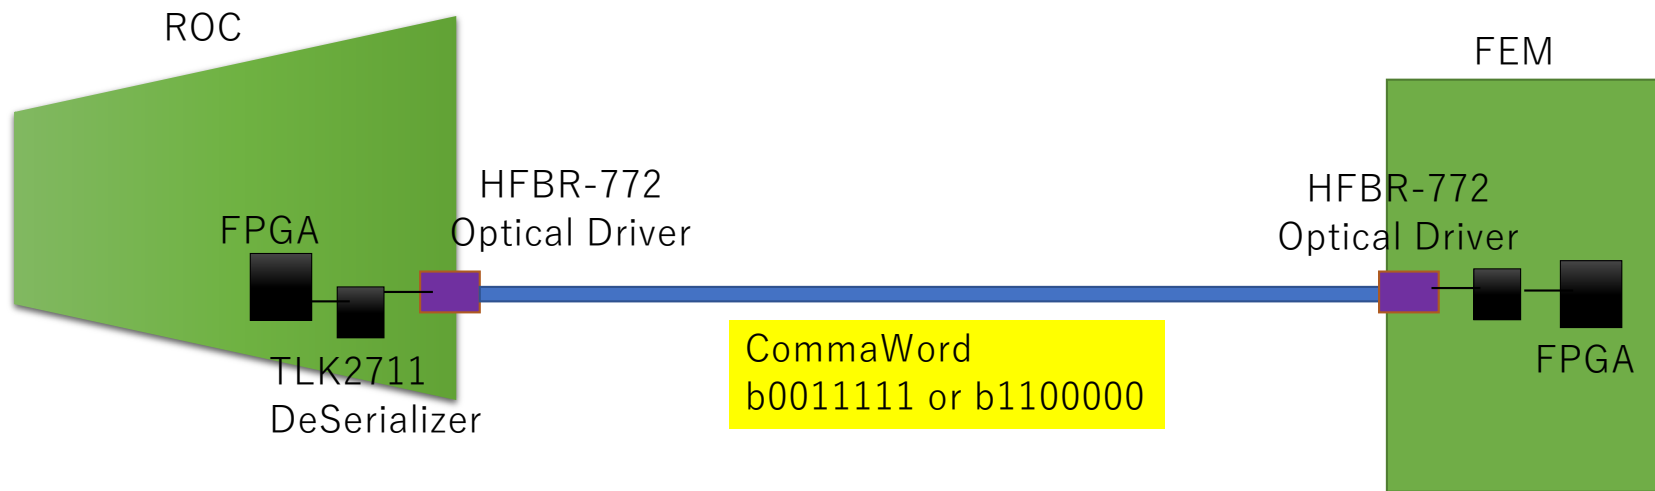 ROC
FEM
HFBR-772
Optical Driver
HFBR-772
Optical Driver
FPGA
TLK2711
DeSerializer
CommaWord
b0011111 or b1100000
FPGA